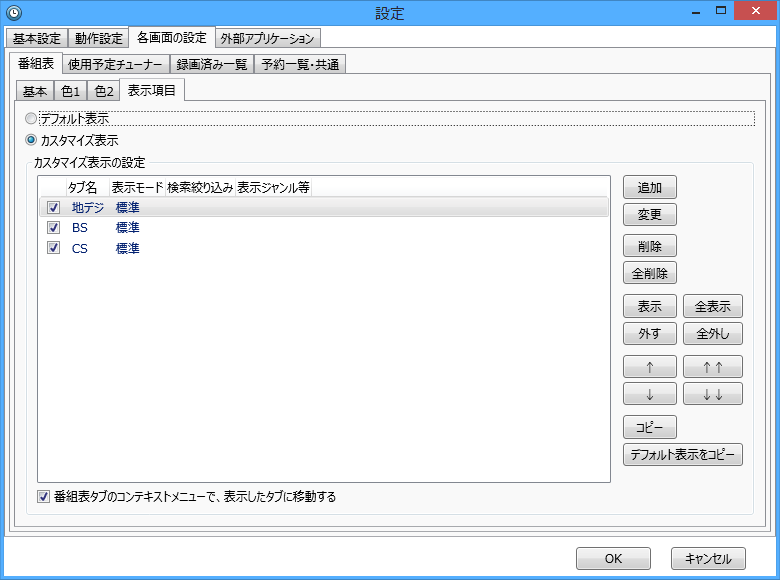 設定
基本設定 動作設定 各画面の設定 外部アプリケーション
番組表 使用予定チューナー 録画済み一覧 予約一覧・共通
基本 色1 色2 表示項目
デフォルト表示
カスタマイズ表示
カスタマイズ表示の設定
タブ名 表示モード 検索絞り込み 表示ジャンル等
地デジ 標準
BS 標準
CS 標準
追加
変更
削除
全削除
表示 全表示
外す 全外し
↑ ↑↑
↓ ↓↓
コピー
デフォルト表示をコピー
番組表タブのコンテキストメニューで、表示したタブに移動する
OK キャンセル